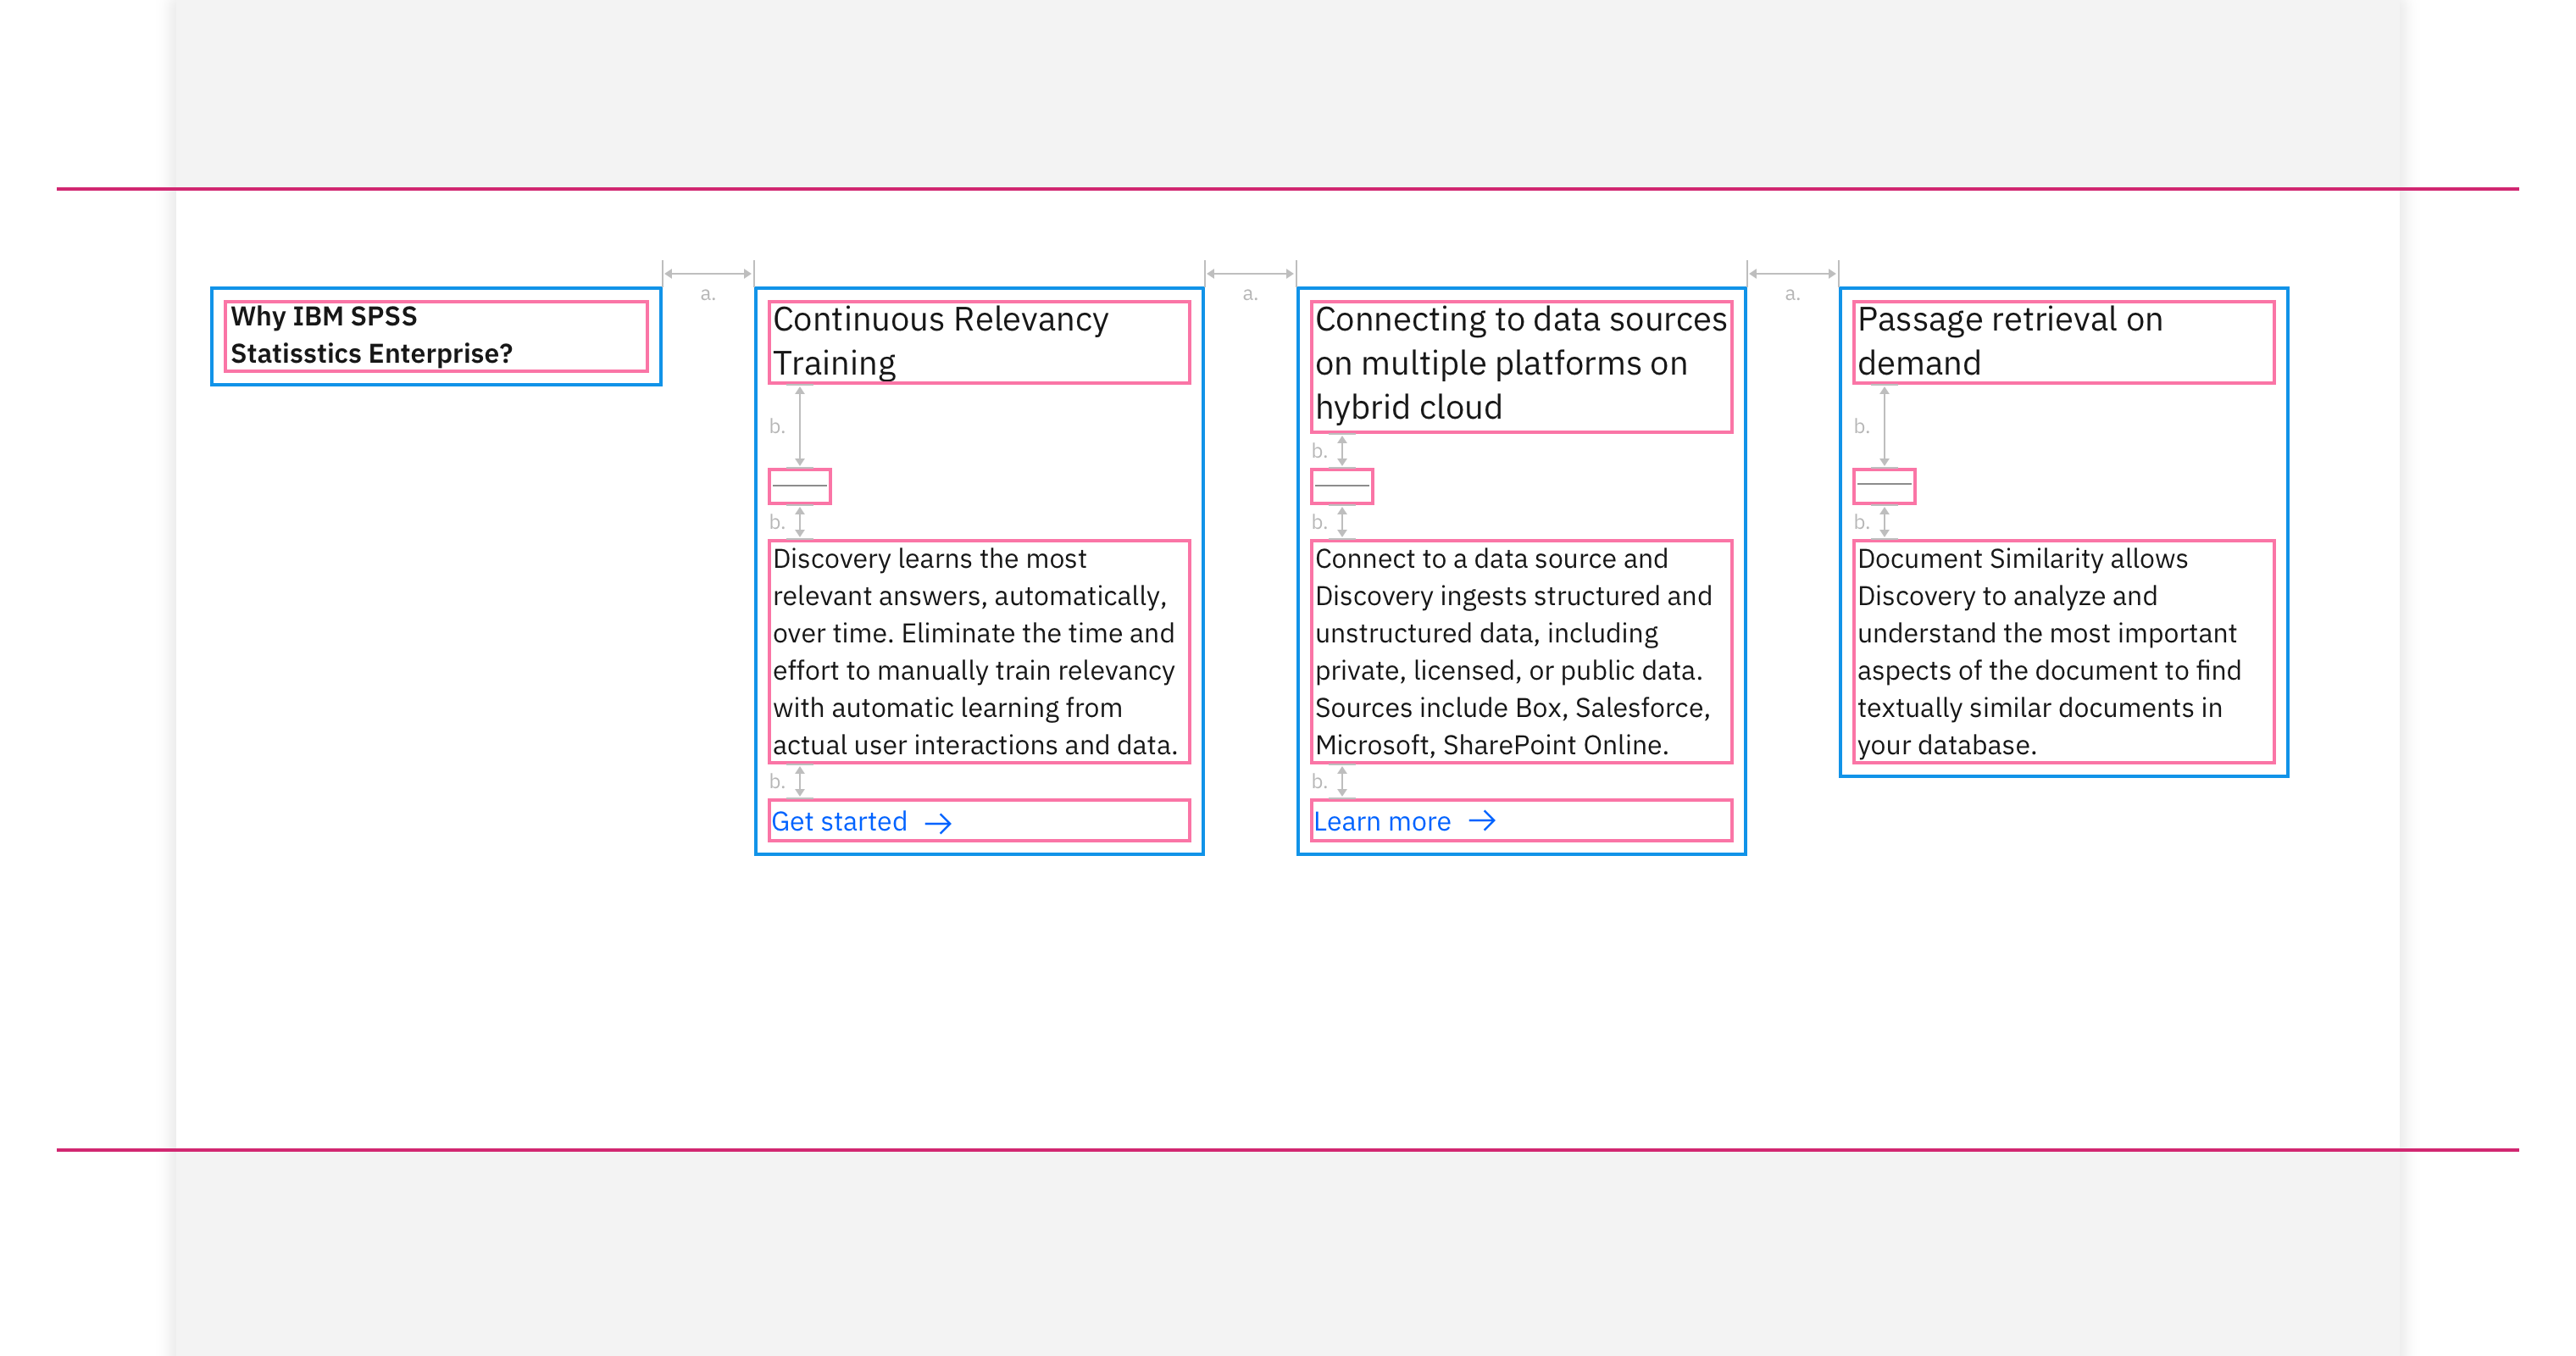 a.
a.
a.
Why IBM SPSS
Statisstics Enterprise?
Continuous Relevancy
Training
b.
b.
Discovery learns the most
relevant answers, automatically,
over time. Eliminate the time and
effort to manually train relevancy
with automatic learning from
actual user interactions and data.
b.
Get started →
Connecting to data sources
on multiple platforms on
hybrid cloud
b.
b.
Connect to a data source and
Discovery ingests structured and
unstructured data, including
private, licensed, or public data.
Sources include Box, Salesforce,
Microsoft, SharePoint Online.
b.
Learn more →
Passage retrieval on
demand
b.
b.
Document Similarity allows
Discovery to analyze and
understand the most important
aspects of the document to find
textually similar documents in
your database.